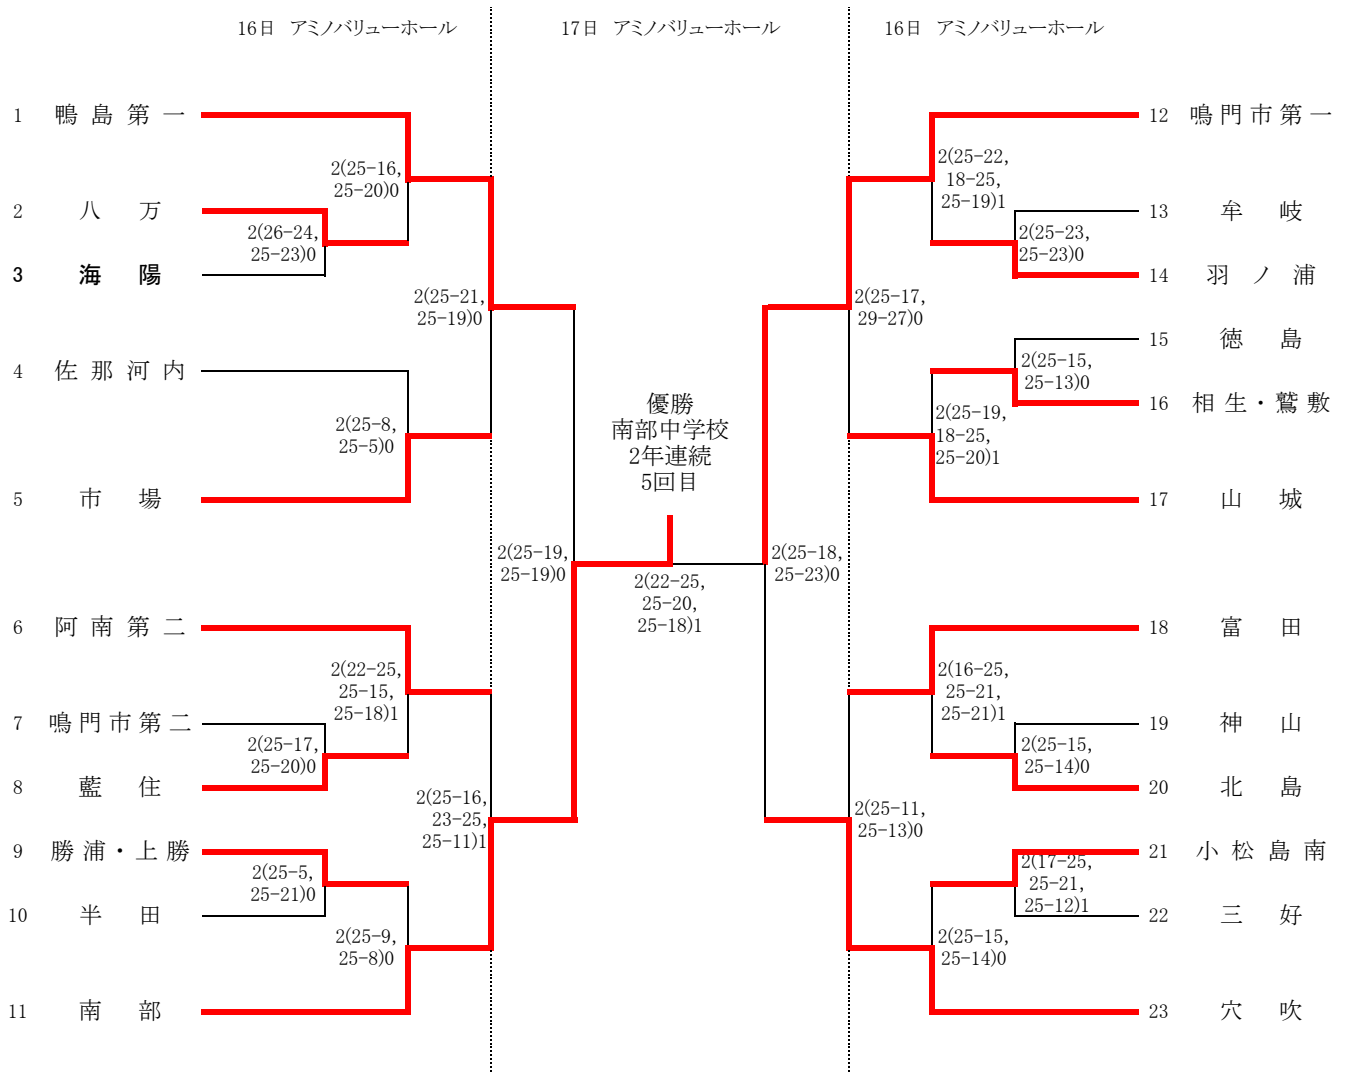 16日 アミノバリューホール
17日 アミノバリューホール
16日 アミノバリューホール
1 鴨島第一
2 八万
3 海陽
4 佐那河内
5 市場
6 阿南第二
7 鳴門市第二
8 藍住
9 勝浦・上勝
10 半田
11 南部
2(25-16,
25-20)0
2(26-24,
25-23)0
2(25-21,
25-19)0
2(25-8,
25-5)0
2(25-19,
25-19)0
2(22-25,
25-15,
25-18)1
2(25-17,
25-20)0
2(25-16,
23-25,
25-11)1
2(25-5,
25-21)0
2(25-9,
25-8)0
優勝
南部中学校
2年連続
5回目
2(22-25,
25-20,
25-18)1
12 鳴門市第一
13 牟岐
14 羽ノ浦
15 徳島
16 相生・鷲敷
17 山城
18 富田
19 神山
20 北島
21 小松島南
22 三好
23 穴吹
2(25-22,
18-25,
25-19)1
2(25-23,
25-23)0
2(25-17,
29-27)0
2(25-15,
25-13)0
2(25-19,
18-25,
25-20)1
2(25-18,
25-23)0
2(16-25,
25-21,
25-21)1
2(25-15,
25-14)0
2(25-11,
25-13)0
2(17-25,
25-21,
25-12)1
2(25-15,
25-14)0